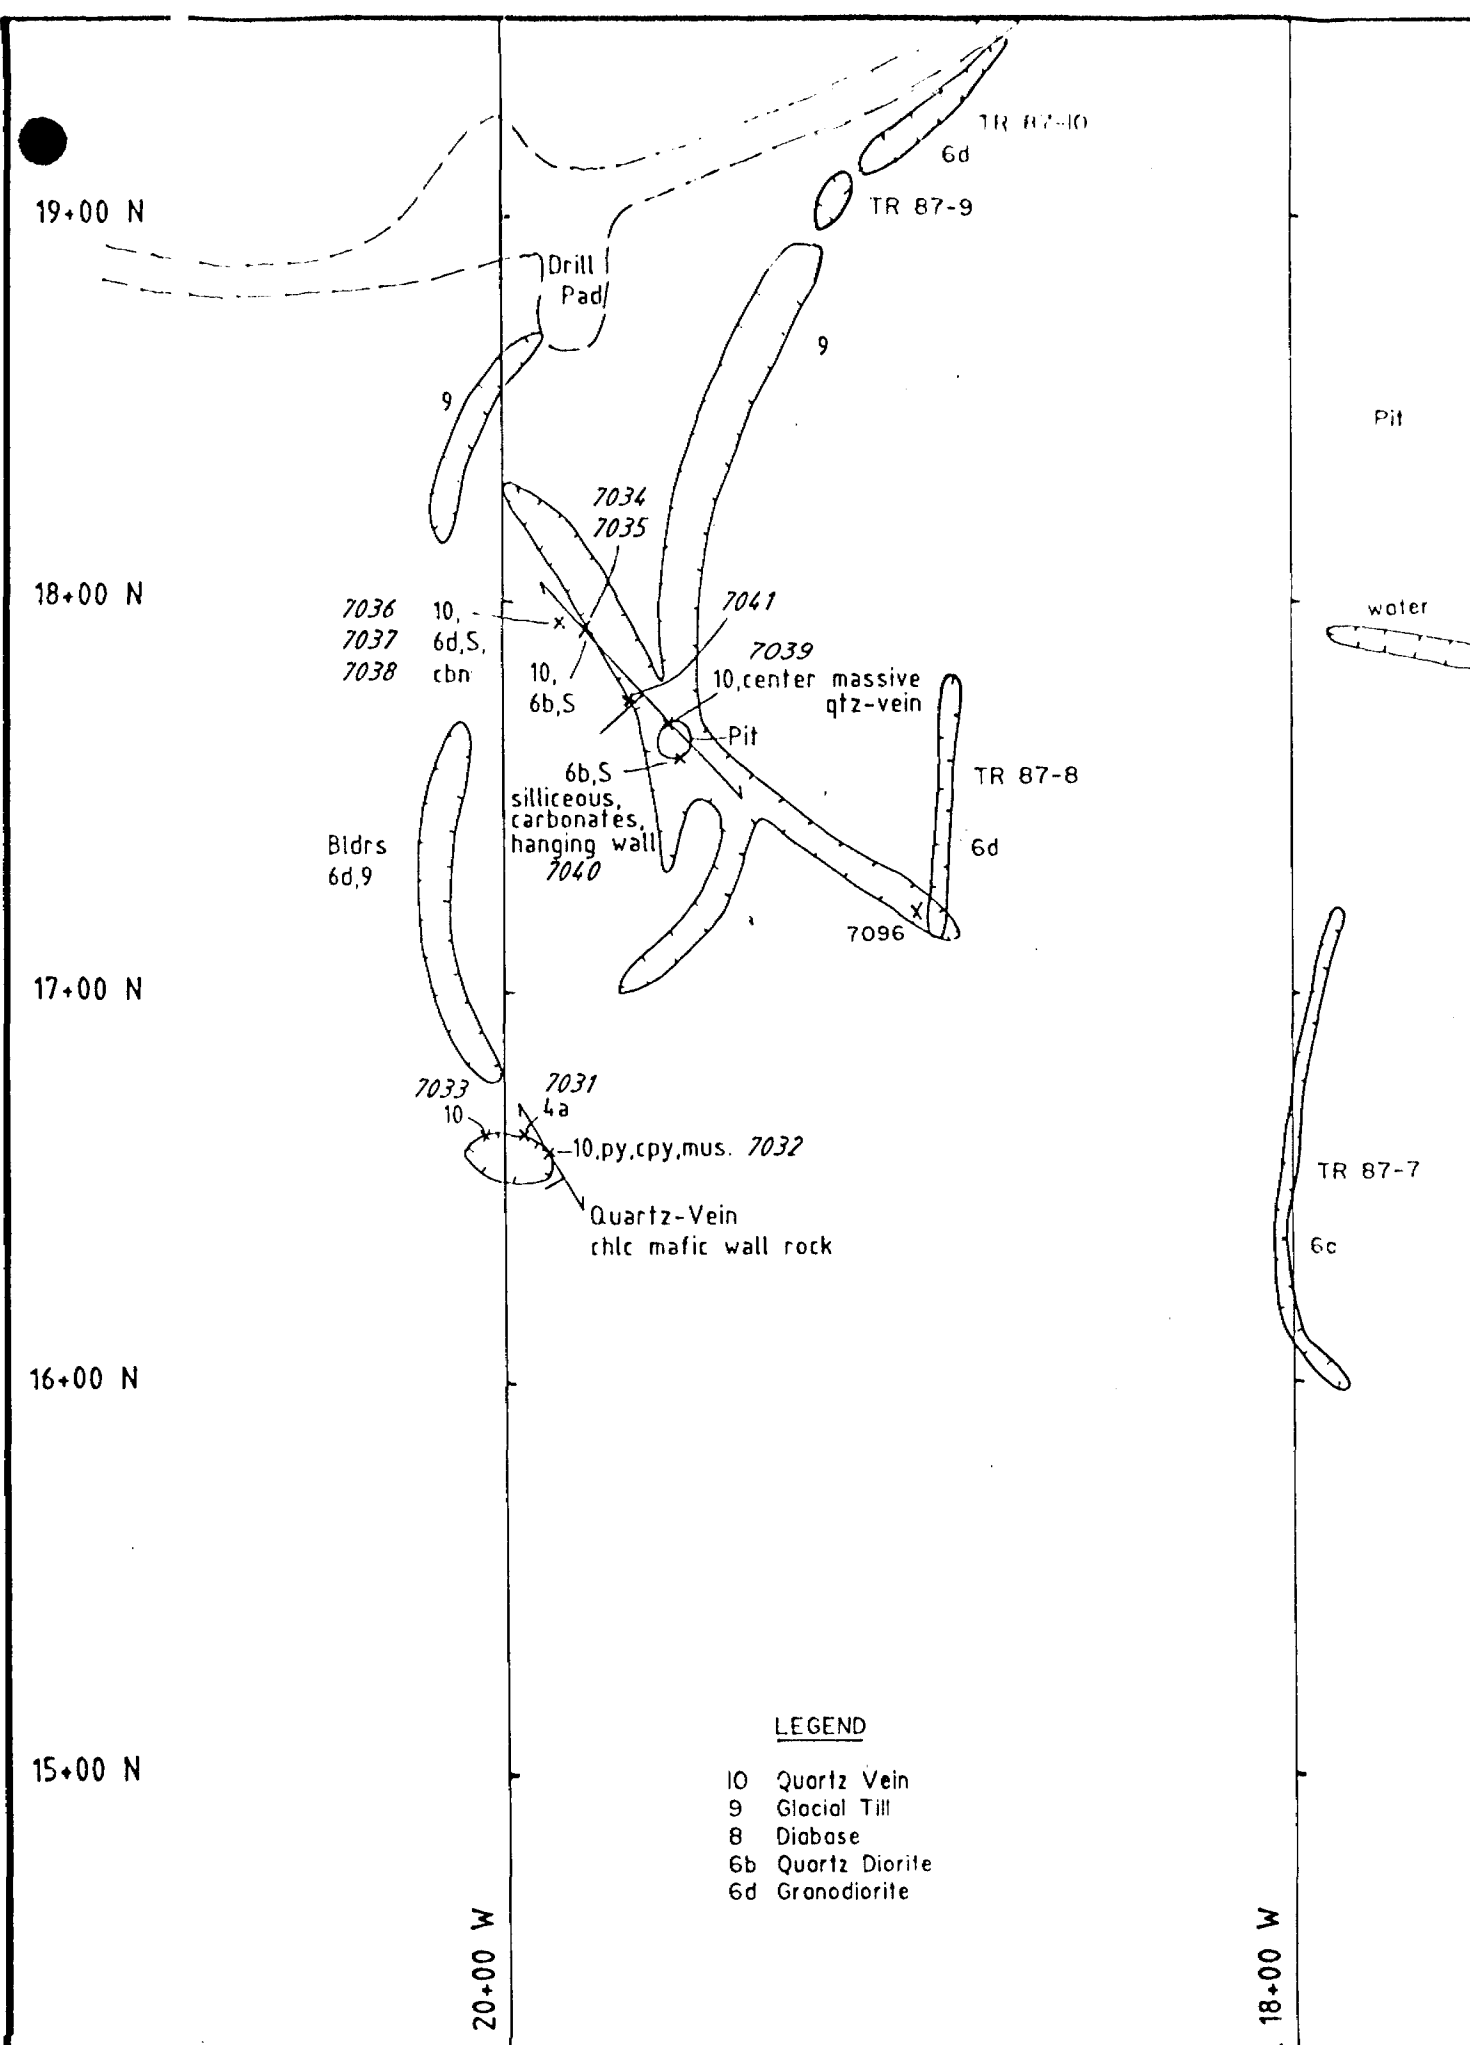 TR 87-10
6d
19+00 N
TR 87-9
Drill
Pad
9
9
Pit
7034
7035
18+00 N
7036 10,
7037 6d,S,
7038 cbn
7041
water
7039
10,center massive
qtz-vein
10,
6b,S
Pit
6b,S
silliceous,
carbonates,
hanging wall
7040
TR 87-8
6d
Bldrs
6d,9
7096
17+00 N
7033
10
7031
4a
10,py,cpy,mus. 7032
TR 87-7
Quartz-Vein
chlc mafic wall rock
6c
16+00 N
LEGEND
15+00 N
10 Quartz Vein
9 Glacial Till
8 Diabase
6b Quartz Diorite
6d Granodiorite
20+00 W
18+00 W